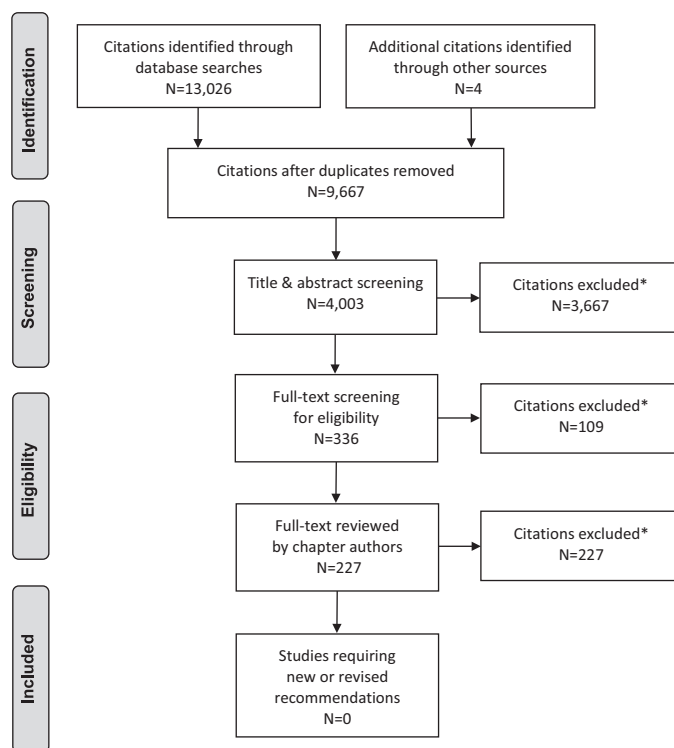 Identification
Citations identified through
database searches
N=13,026
Additional citations identified
through other sources
N=4
Citations after duplicates removed
N=9,667
Screening
Title & abstract screening
N=4,003
Citations excluded*
N=3,667
Eligibility
Full-text screening
for eligibility
N=336
Citations excluded*
N=109
Full-text reviewed
by chapter authors
N=227
Citations excluded*
N=227
Included
Studies requiring
new or revised
recommendations
N=0